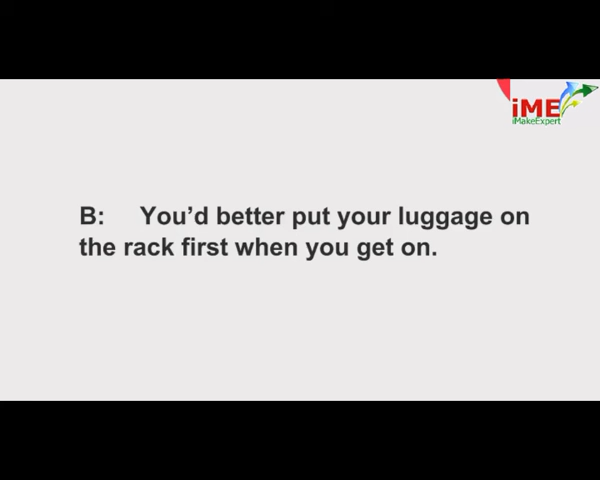 iME
iMakeExpert
B: You’d better put your luggage on
the rack first when you get on.